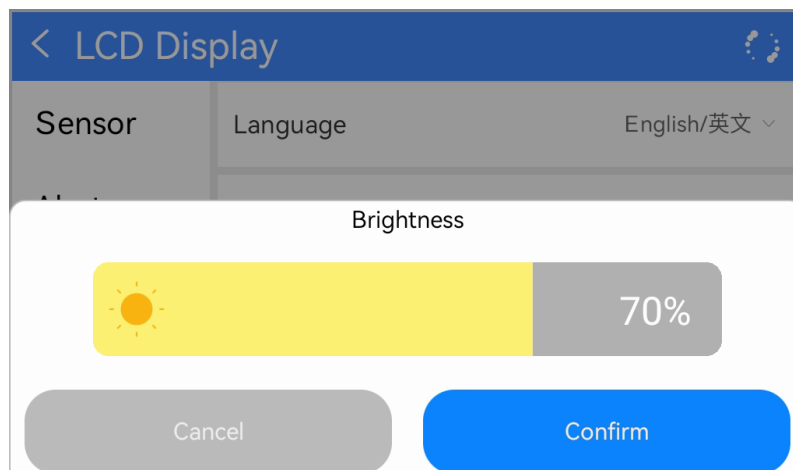 LCD Display
Sensor
Language
English/英文
Brightness
70%
Cancel
Confirm